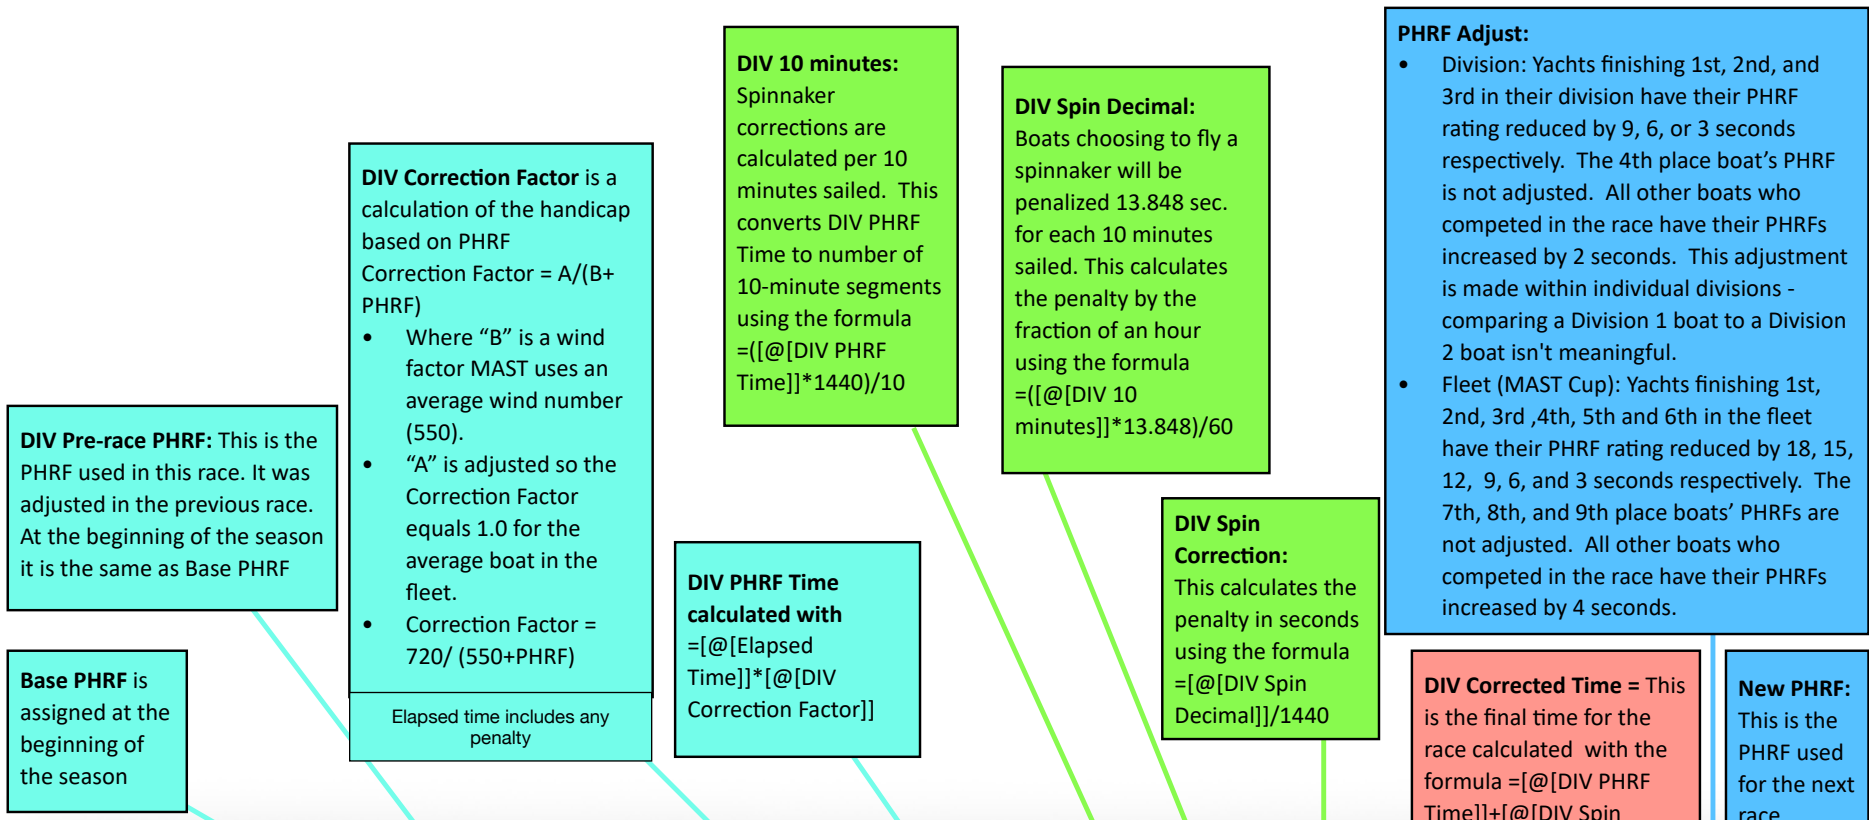 DIV Pre-race PHRF: This is the
PHRF used in this race. It was
adjusted in the previous race.
At the beginning of the season
it is the same as Base PHRF
Base PHRF is
assigned at the
beginning of
the season
DIV Correction Factor is a
calculation of the handicap
based on PHRF
Correction Factor = A/(B+
PHRF)
• Where “B” is a wind
factor MAST uses an
average wind number
(550).
• “A” is adjusted so the
Correction Factor
equals 1.0 for the
average boat in the
fleet.
• Correction Factor =
720/ (550+PHRF)
Elapsed time includes any
penalty
DIV PHRF Time
calculated with
=[@[Elapsed
Time]]*[@[DIV
Correction Factor]]
DIV 10 minutes:
Spinnaker
corrections are
calculated per 10
minutes sailed.  This
converts DIV PHRF
Time to number of
10-minute segments
using the formula
=([@[DIV PHRF
Time]]*1440)/10
DIV Spin Decimal:
Boats choosing to fly a
spinnaker will be
penalized 13.848 sec.
for each 10 minutes
sailed. This calculates
the penalty by the
fraction of an hour
using the formula
=([@[DIV 10
minutes]]*13.848)/60
DIV Spin
Correction:
This calculates the
penalty in seconds
using the formula
=[@[DIV Spin
Decimal]]/1440
PHRF Adjust:
• Division: Yachts finishing 1st, 2nd, and
3rd in their division have their PHRF
rating reduced by 9, 6, or 3 seconds
respectively.  The 4th place boat’s PHRF
is not adjusted.  All other boats who
competed in the race have their PHRFs
increased by 2 seconds.  This adjustment
is made within individual divisions -
comparing a Division 1 boat to a Division
2 boat isn't meaningful.
• Fleet (MAST Cup): Yachts finishing 1st,
2nd, 3rd ,4th, 5th and 6th in the fleet
have their PHRF rating reduced by 18, 15,
12,  9, 6, and 3 seconds respectively.  The
7th, 8th, and 9th place boats’ PHRFs are
not adjusted.  All other boats who
competed in the race have their PHRFs
increased by 4 seconds.
DIV Corrected Time = This
is the final time for the
race calculated  with the
formula =[@[DIV PHRF
Time]]+[@[DIV Spin
New PHRF:
This is the
PHRF used
for the next
race